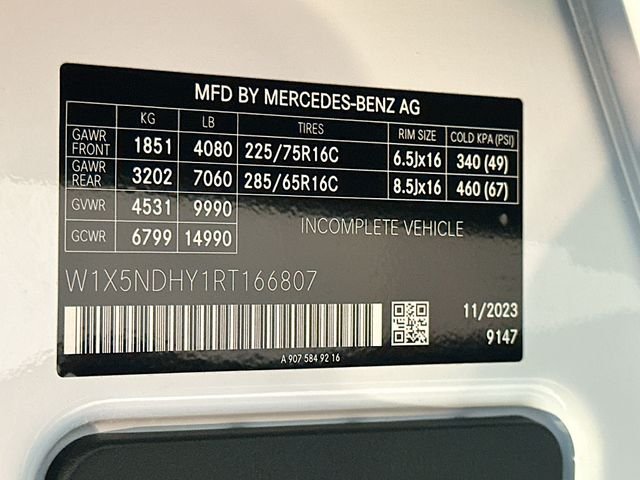 MFD BY MERCEDES-BENZ AG
KG LB TIRES RIM SIZE COLD KPA (PSI)
GAWR FRONT 1851 4080 225/75R16C 6.5Jx16 340 (49)
GAWR REAR 3202 7060 285/65R16C 8.5Jx16 460 (67)
GVWR 4531 9990
GCWR 6799 14990
INCOMPLETE VEHICLE
W1X5NDHY1RT166807
11/2023
9147
A 907 584 92 16